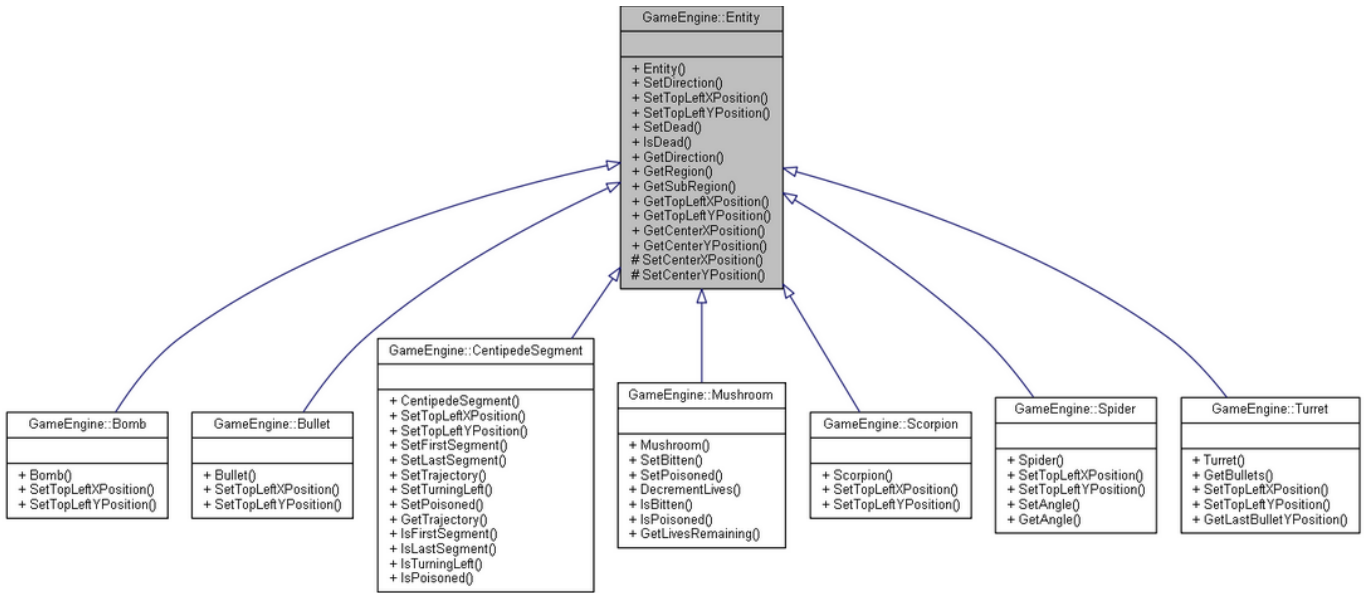 GameEngine::Entity
+ Entity()
+ SetDirection()
+ SetTopLeftXPosition()
+ SetTopLeftYPosition()
+ SetDead()
+ IsDead()
+ GetDirection()
+ GetRegion()
+ GetSubRegion()
+ GetTopLeftXPosition()
+ GetTopLeftYPosition()
+ GetCenterXPosition()
+ GetCenterYPosition()
# SetCenterXPosition()
# SetCenterYPosition()
GameEngine::Bomb
+ Bomb()
+ SetTopLeftXPosition()
+ SetTopLeftYPosition()
GameEngine::Bullet
+ Bullet()
+ SetTopLeftXPosition()
+ SetTopLeftYPosition()
GameEngine::CentipedeSegment
+ CentipedeSegment()
+ SetTopLeftXPosition()
+ SetTopLeftYPosition()
+ SetFirstSegment()
+ SetLastSegment()
+ SetTrajectory()
+ SetTurningLeft()
+ SetPoisoned()
+ GetTrajectory()
+ IsFirstSegment()
+ IsLastSegment()
+ IsTurningLeft()
+ IsPoisoned()
GameEngine::Mushroom
+ Mushroom()
+ SetBitten()
+ SetPoisoned()
+ DecrementLives()
+ IsBitten()
+ IsPoisoned()
+ GetLivesRemaining()
GameEngine::Scorpion
+ Scorpion()
+ SetTopLeftXPosition()
+ SetTopLeftYPosition()
GameEngine::Spider
+ Spider()
+ SetTopLeftXPosition()
+ SetTopLeftYPosition()
+ SetAngle()
+ GetAngle()
GameEngine::Turret
+ Turret()
+ GetBullets()
+ SetTopLeftXPosition()
+ SetTopLeftYPosition()
+ GetLastBulletYPosition()